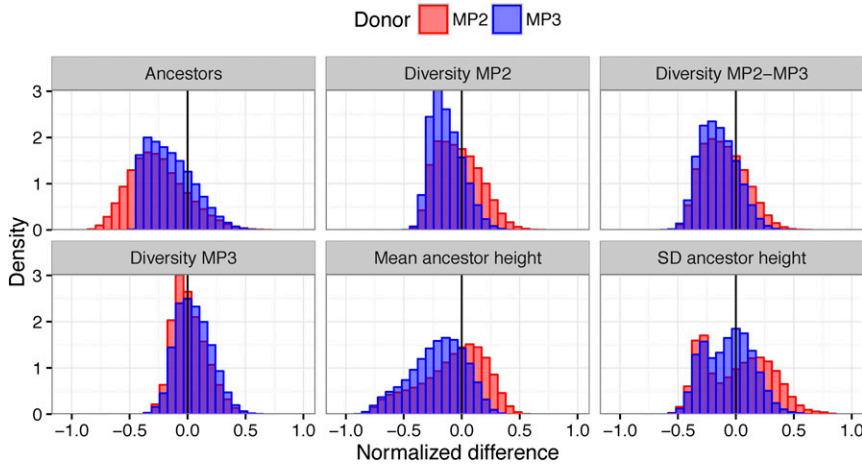 Donor MP2 MP3
Ancestors Diversity MP2 Diversity MP2−MP3
3
2
1
0
Diversity MP3 Mean ancestor height SD ancestor height
3
2
1
0
Density
−1.0 −0.5 0.0 0.5 1.0 −1.0 −0.5 0.0 0.5 1.0 −1.0 −0.5 0.0 0.5 1.0
Normalized difference